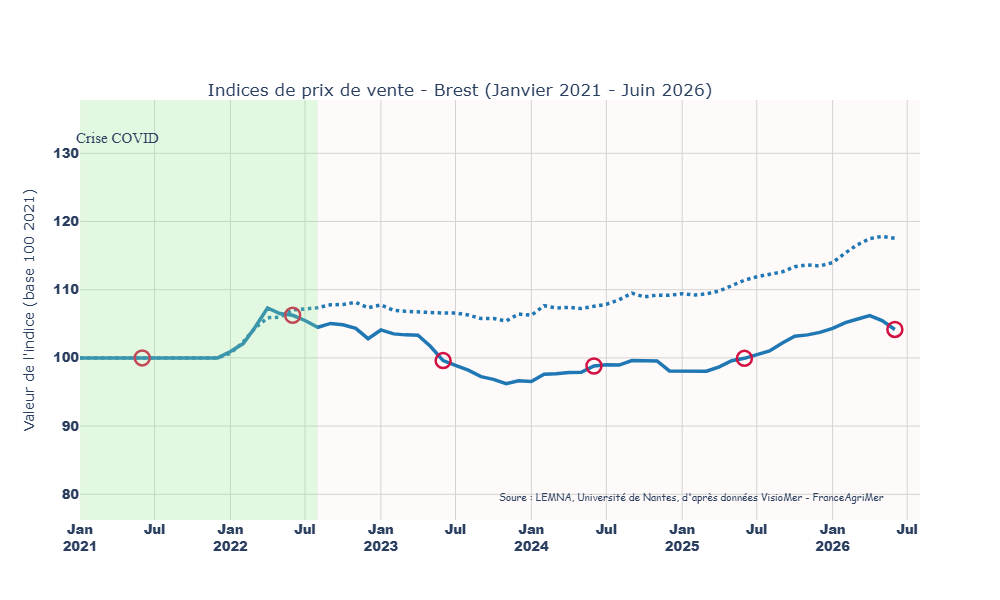 Indices de prix de vente - Brest (Janvier 2021 - Juin 2026)
Crise COVID
Valeur de l'indice (base 100 2021)
130
120
110
100
90
80
Soure : LEMNA, Université de Nantes, d'après données VisioMer - FranceAgriMer
Jan Jul Jan Jul Jan Jul Jan Jul Jan Jul Jan Jul
2021 2022 2023 2024 2025 2026